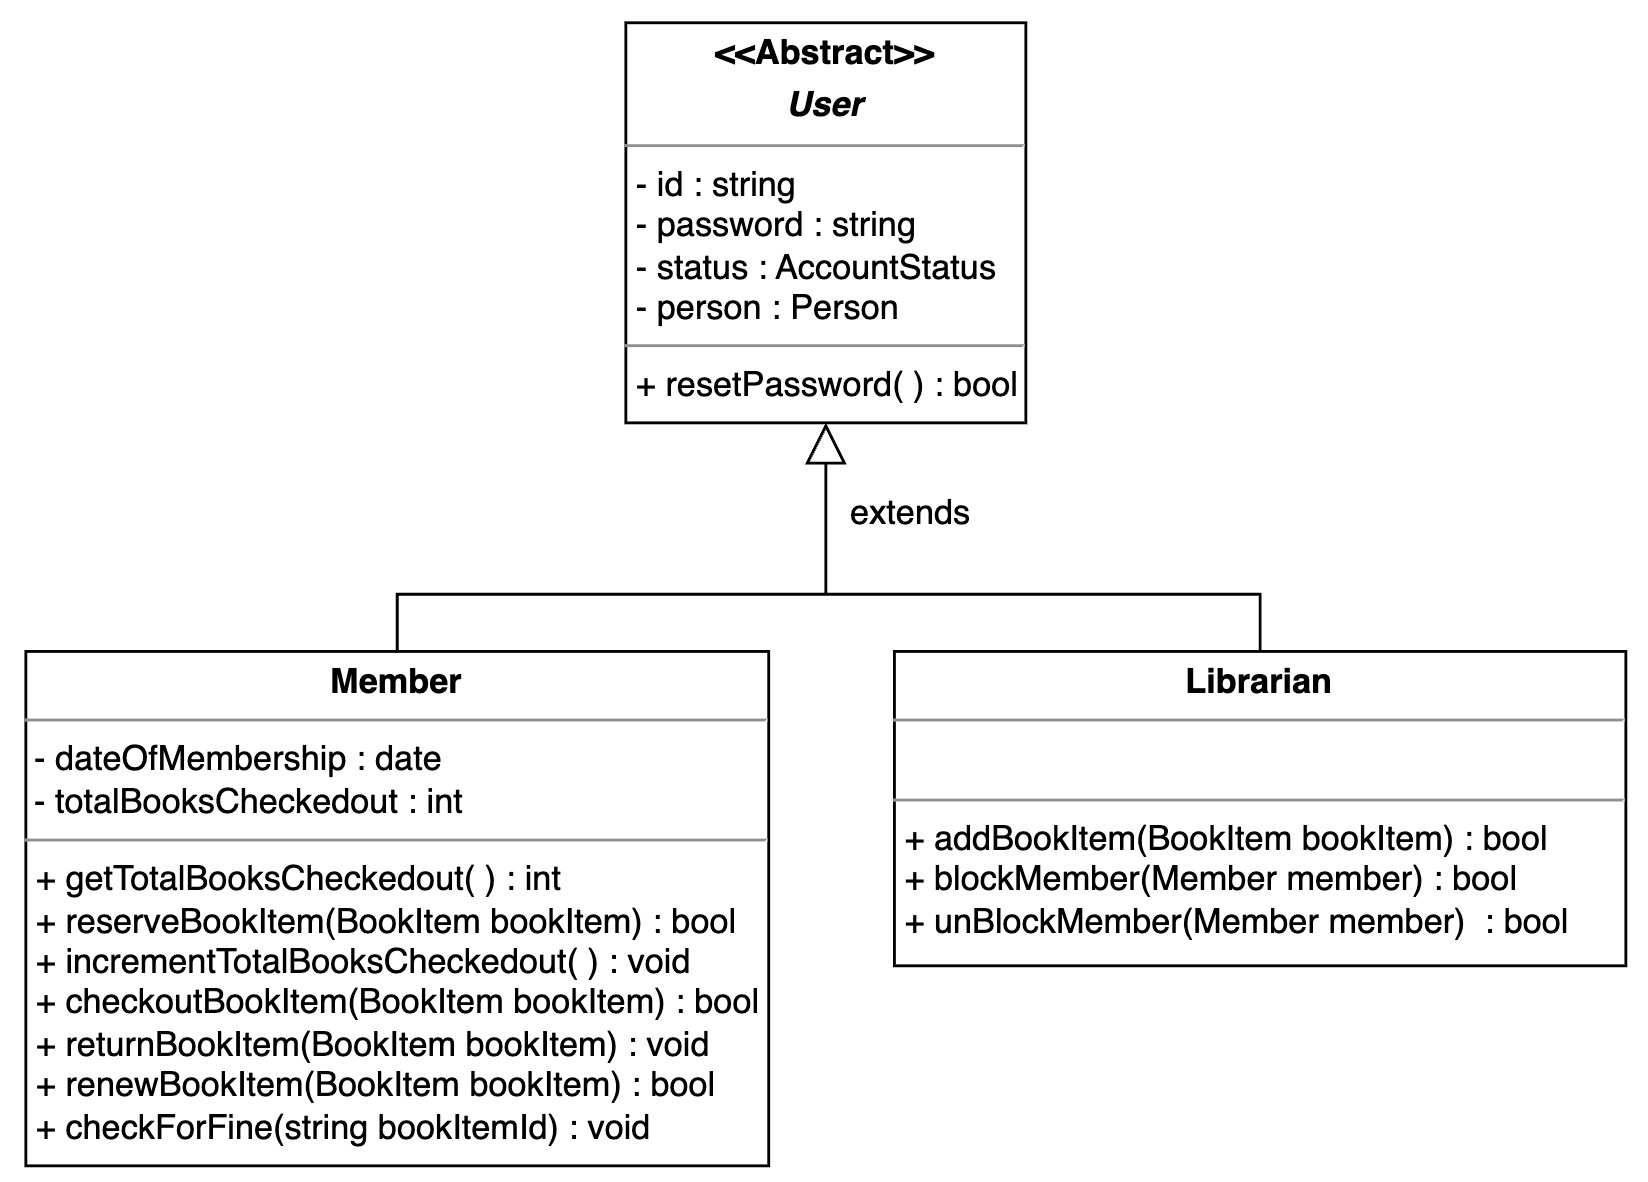 <<Abstract>>
User
- id : string
- password : string
- status : AccountStatus
- person : Person
+ resetPassword( ) : bool
extends
Member
- dateOfMembership : date
- totalBooksCheckedout : int
+ getTotalBooksCheckedout( ) : int
+ reserveBookItem(BookItem bookItem) : bool
+ incrementTotalBooksCheckedout( ) : void
+ checkoutBookItem(BookItem bookItem) : bool
+ returnBookItem(BookItem bookItem) : void
+ renewBookItem(BookItem bookItem) : bool
+ checkForFine(string bookItemId) : void
Librarian
+ addBookItem(BookItem bookItem) : bool
+ blockMember(Member member) : bool
+ unBlockMember(Member member)  : bool